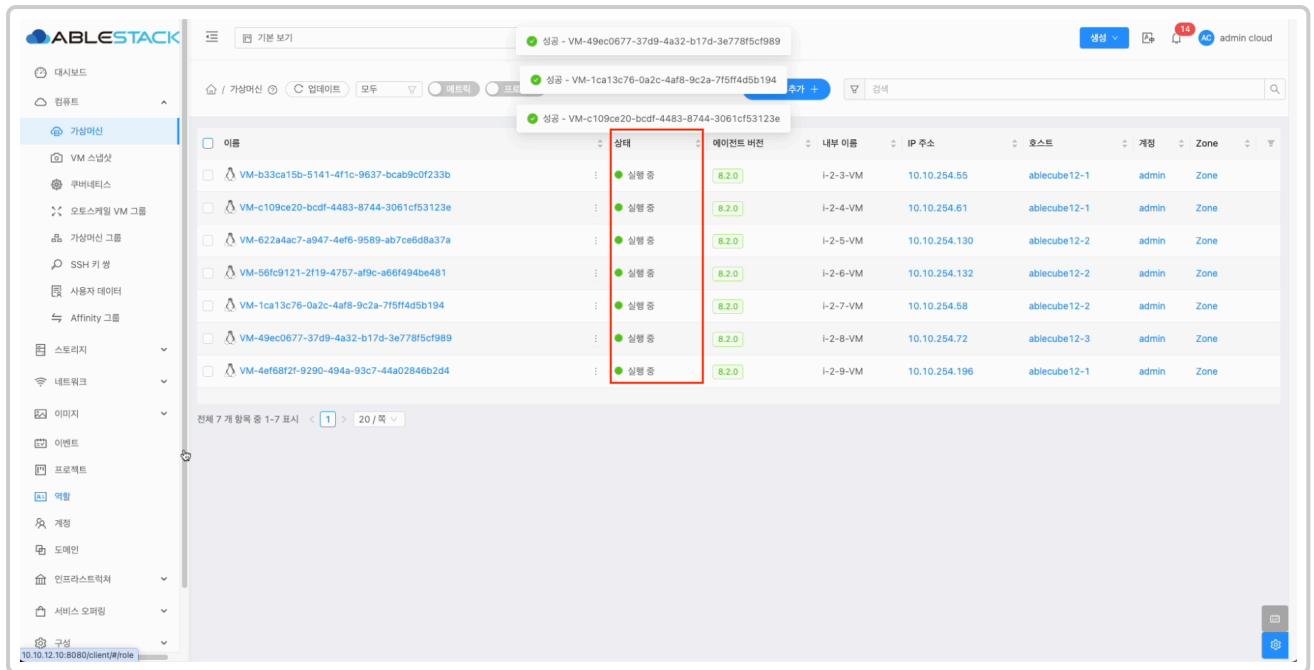 ABLESTACK
기본 보기
성공 - VM-49ec0677-37d9-4a32-b17d-3e778f5cf989
생성
14
AC
admin cloud
대시보드
/ 가상머신
업데이트
모두
메트릭
성공 - VM-1ca13c76-0a2c-4af8-9c2a-7f5ff4d5b194
추가 +
검색
컴퓨트
성공 - VM-c109ce20-bcdf-4483-8744-3061cf53123e
가상머신
VM 스냅샷
쿠버네티스
오토스케일 VM 그룹
가상머신 그룹
SSH 키 쌍
사용자 데이터
Affinity 그룹
스토리지
네트워크
이미지
이벤트
프로젝트
역할
계정
도메인
인프라스트럭쳐
서비스 오퍼링
구성
10.10.12.10:8080/client/#/role
이름 상태 에이전트 버전 내부 이름 IP 주소 호스트 계정 Zone
VM-b33ca15b-5141-4f1c-9637-bcab9c0f233b 실행 중 8.2.0 i-2-3-VM 10.10.254.55 ablecube12-1 admin Zone
VM-c109ce20-bcdf-4483-8744-3061cf53123e 실행 중 8.2.0 i-2-4-VM 10.10.254.61 ablecube12-1 admin Zone
VM-622a4ac7-a947-4ef6-9589-ab7ce6d8a37a 실행 중 8.2.0 i-2-5-VM 10.10.254.130 ablecube12-2 admin Zone
VM-56fc9121-2f19-4757-af9c-a66f494be481 실행 중 8.2.0 i-2-6-VM 10.10.254.132 ablecube12-2 admin Zone
VM-1ca13c76-0a2c-4af8-9c2a-7f5ff4d5b194 실행 중 8.2.0 i-2-7-VM 10.10.254.58 ablecube12-2 admin Zone
VM-49ec0677-37d9-4a32-b17d-3e778f5cf989 실행 중 8.2.0 i-2-8-VM 10.10.254.72 ablecube12-3 admin Zone
VM-4ef68f2f-9290-494a-93c7-44a02846b2d4 실행 중 8.2.0 i-2-9-VM 10.10.254.196 ablecube12-1 admin Zone
전체 7 개 항목 중 1-7 표시 < 1 > 20 / 쪽